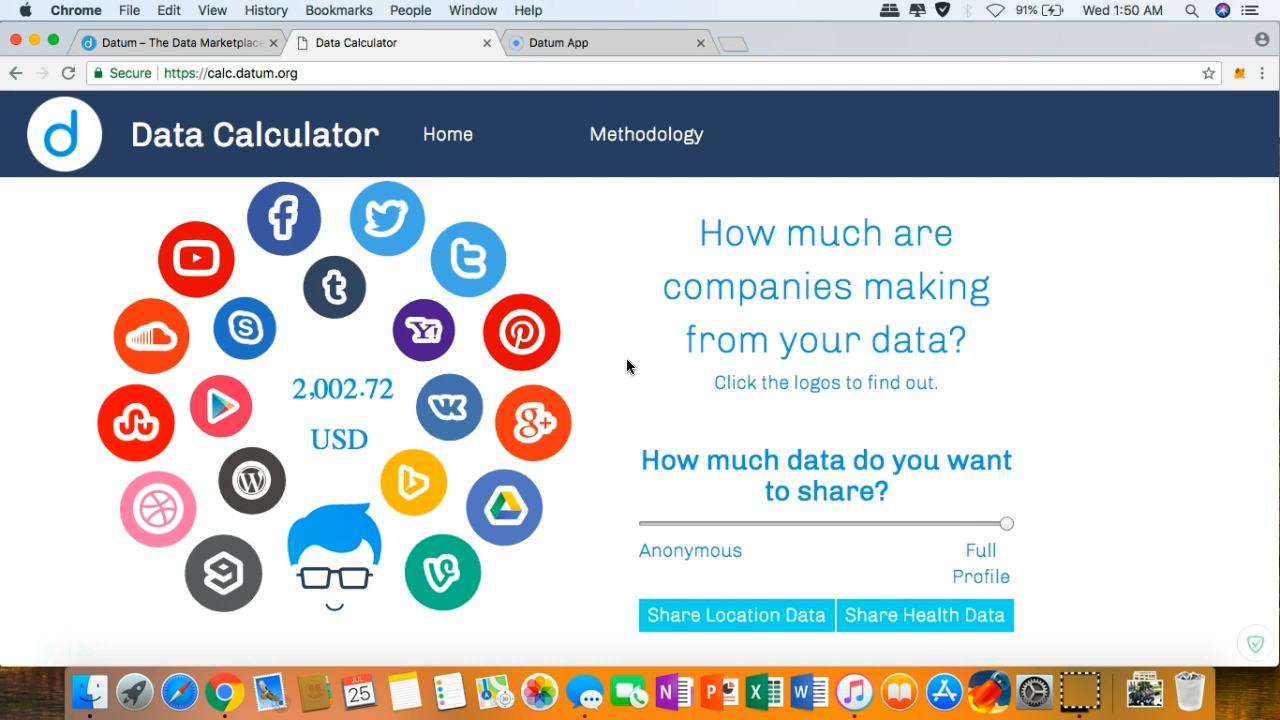 Chrome File Edit View History Bookmarks People Window Help 91% Wed 1:50 AM
Datum – The Data Marketplace Data Calculator Datum App
Secure https://calc.datum.org
Data Calculator Home Methodology
How much are
companies making
from your data?
Click the logos to find out.
2,002.72
USD
How much data do you want
to share?
Anonymous Full
Profile
Share Location Data Share Health Data
JUL
25